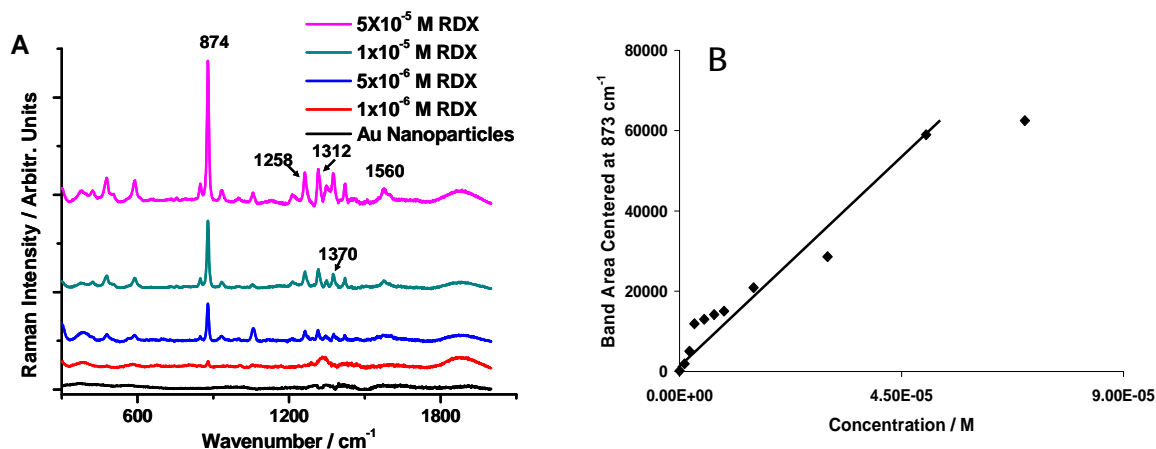 A
5X10⁻⁵ M RDX
1x10⁻⁵ M RDX
5x10⁻⁶ M RDX
1x10⁻⁶ M RDX
Au Nanoparticles
874
1258
1312
1560
1370
Raman Intensity / Arbitr. Units
600
1200
1800
Wavenumber / cm⁻¹
B
80000
60000
40000
20000
0
Band Area Centered at 873 cm⁻¹
0.00E+00
4.50E-05
9.00E-05
Concentration / M